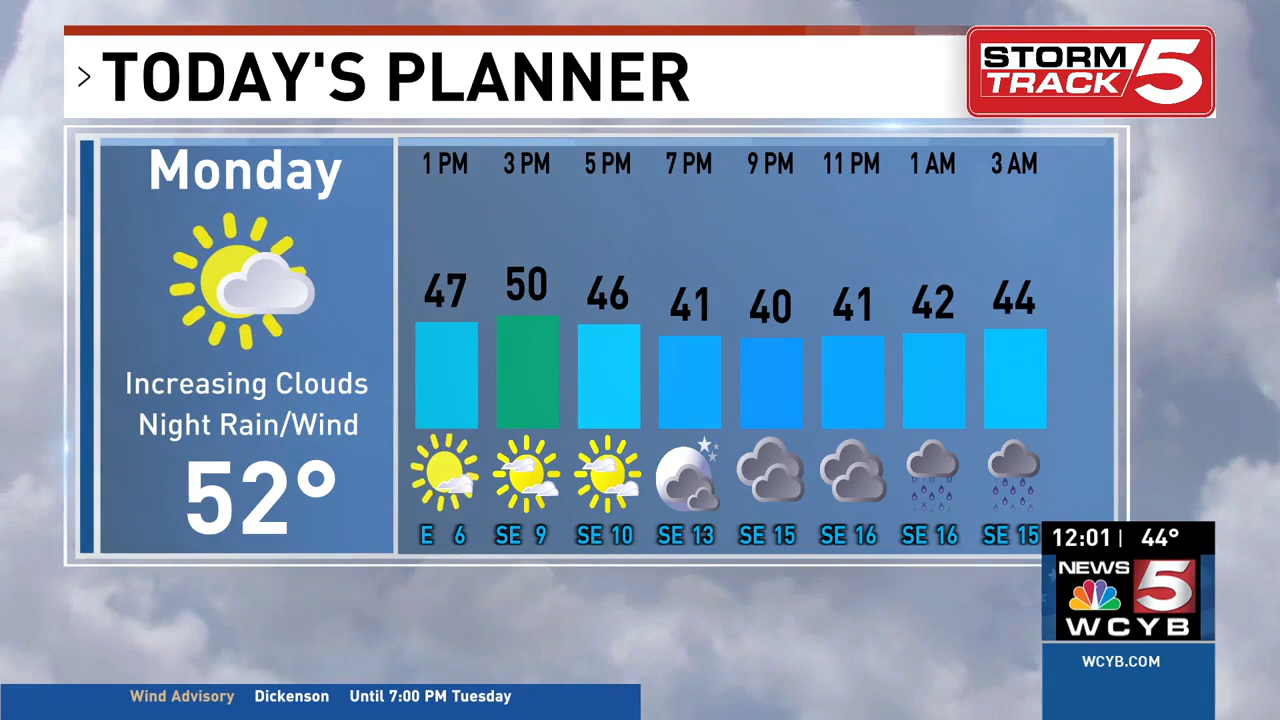 TODAY'S PLANNER
STORM
TRACK 5
Monday
Increasing Clouds
Night Rain/Wind
52°
1 PM 3 PM 5 PM 7 PM 9 PM 11 PM 1 AM 3 AM
47 50 46 41 40 41 42 44
E 6 SE 9 SE 10 SE 13 SE 15 SE 16 SE 16 SE 15
12:01 | 44°
NEWS 5
WCYB
WCYB.COM
Wind Advisory Dickenson Until 7:00 PM Tuesday